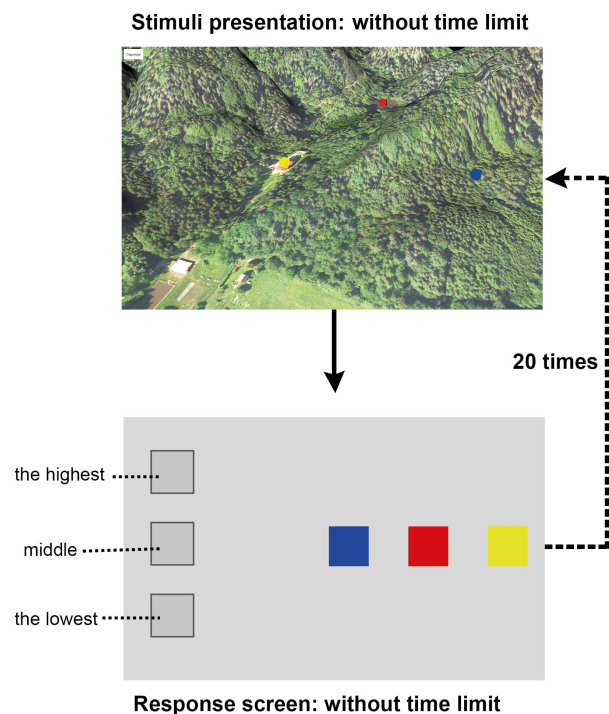 Stimuli presentation: without time limit
20 times
the highest
middle
the lowest
Response screen: without time limit